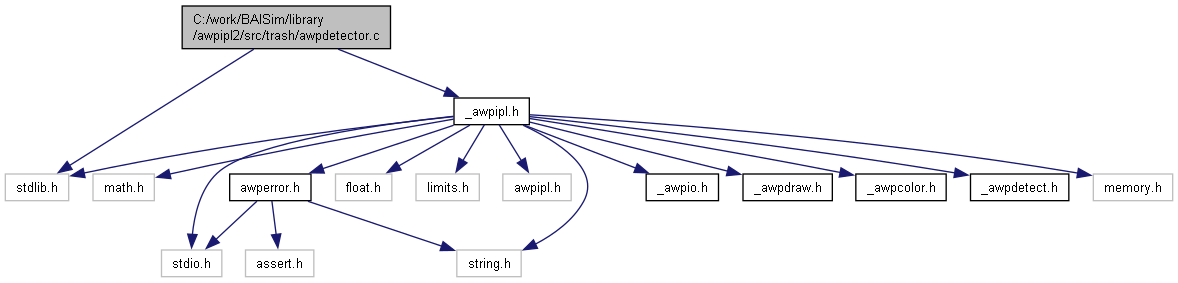 C:/work/BAISim/library
/awpipl2/src/trash/awpdetector.c
_awpipl.h
stdlib.h
math.h
awperror.h
float.h
limits.h
awpipl.h
_awpio.h
_awpdraw.h
_awpcolor.h
_awpdetect.h
memory.h
stdio.h
assert.h
string.h